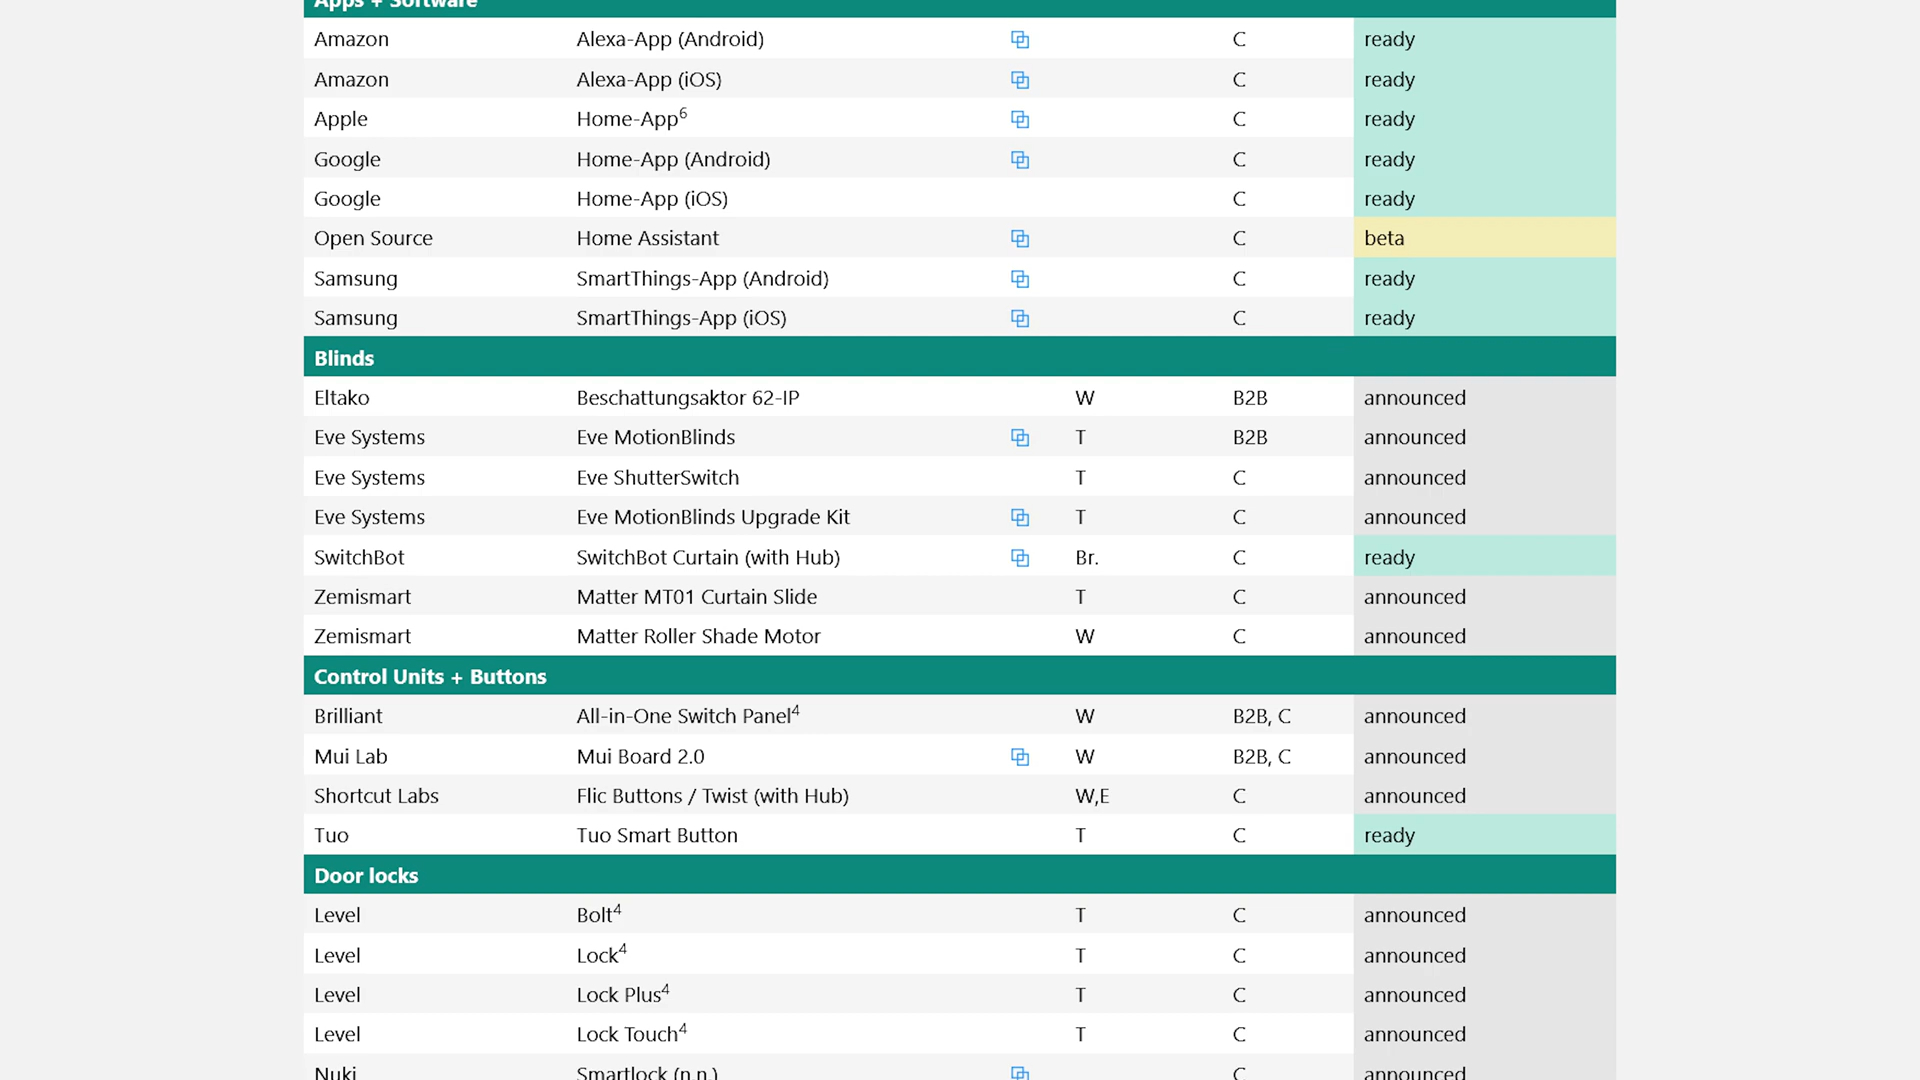 Apps + Software
Amazon Alexa-App (Android) C ready
Amazon Alexa-App (iOS) C ready
Apple Home-App6 C ready
Google Home-App (Android) C ready
Google Home-App (iOS) C ready
Open Source Home Assistant C beta
Samsung SmartThings-App (Android) C ready
Samsung SmartThings-App (iOS) C ready
Blinds
Eltako Beschattungsaktor 62-IP W B2B announced
Eve Systems Eve MotionBlinds T B2B announced
Eve Systems Eve ShutterSwitch T C announced
Eve Systems Eve MotionBlinds Upgrade Kit T C announced
SwitchBot SwitchBot Curtain (with Hub) Br. C ready
Zemismart Matter MT01 Curtain Slide T C announced
Zemismart Matter Roller Shade Motor W C announced
Control Units + Buttons
Brilliant All-in-One Switch Panel4 W B2B, C announced
Mui Lab Mui Board 2.0 W B2B, C announced
Shortcut Labs Flic Buttons / Twist (with Hub) W,E C announced
Tuo Tuo Smart Button T C ready
Door locks
Level Bolt4 T C announced
Level Lock4 T C announced
Level Lock Plus4 T C announced
Level Lock Touch4 T C announced
Nuki Smartlock (n.n.) C announced